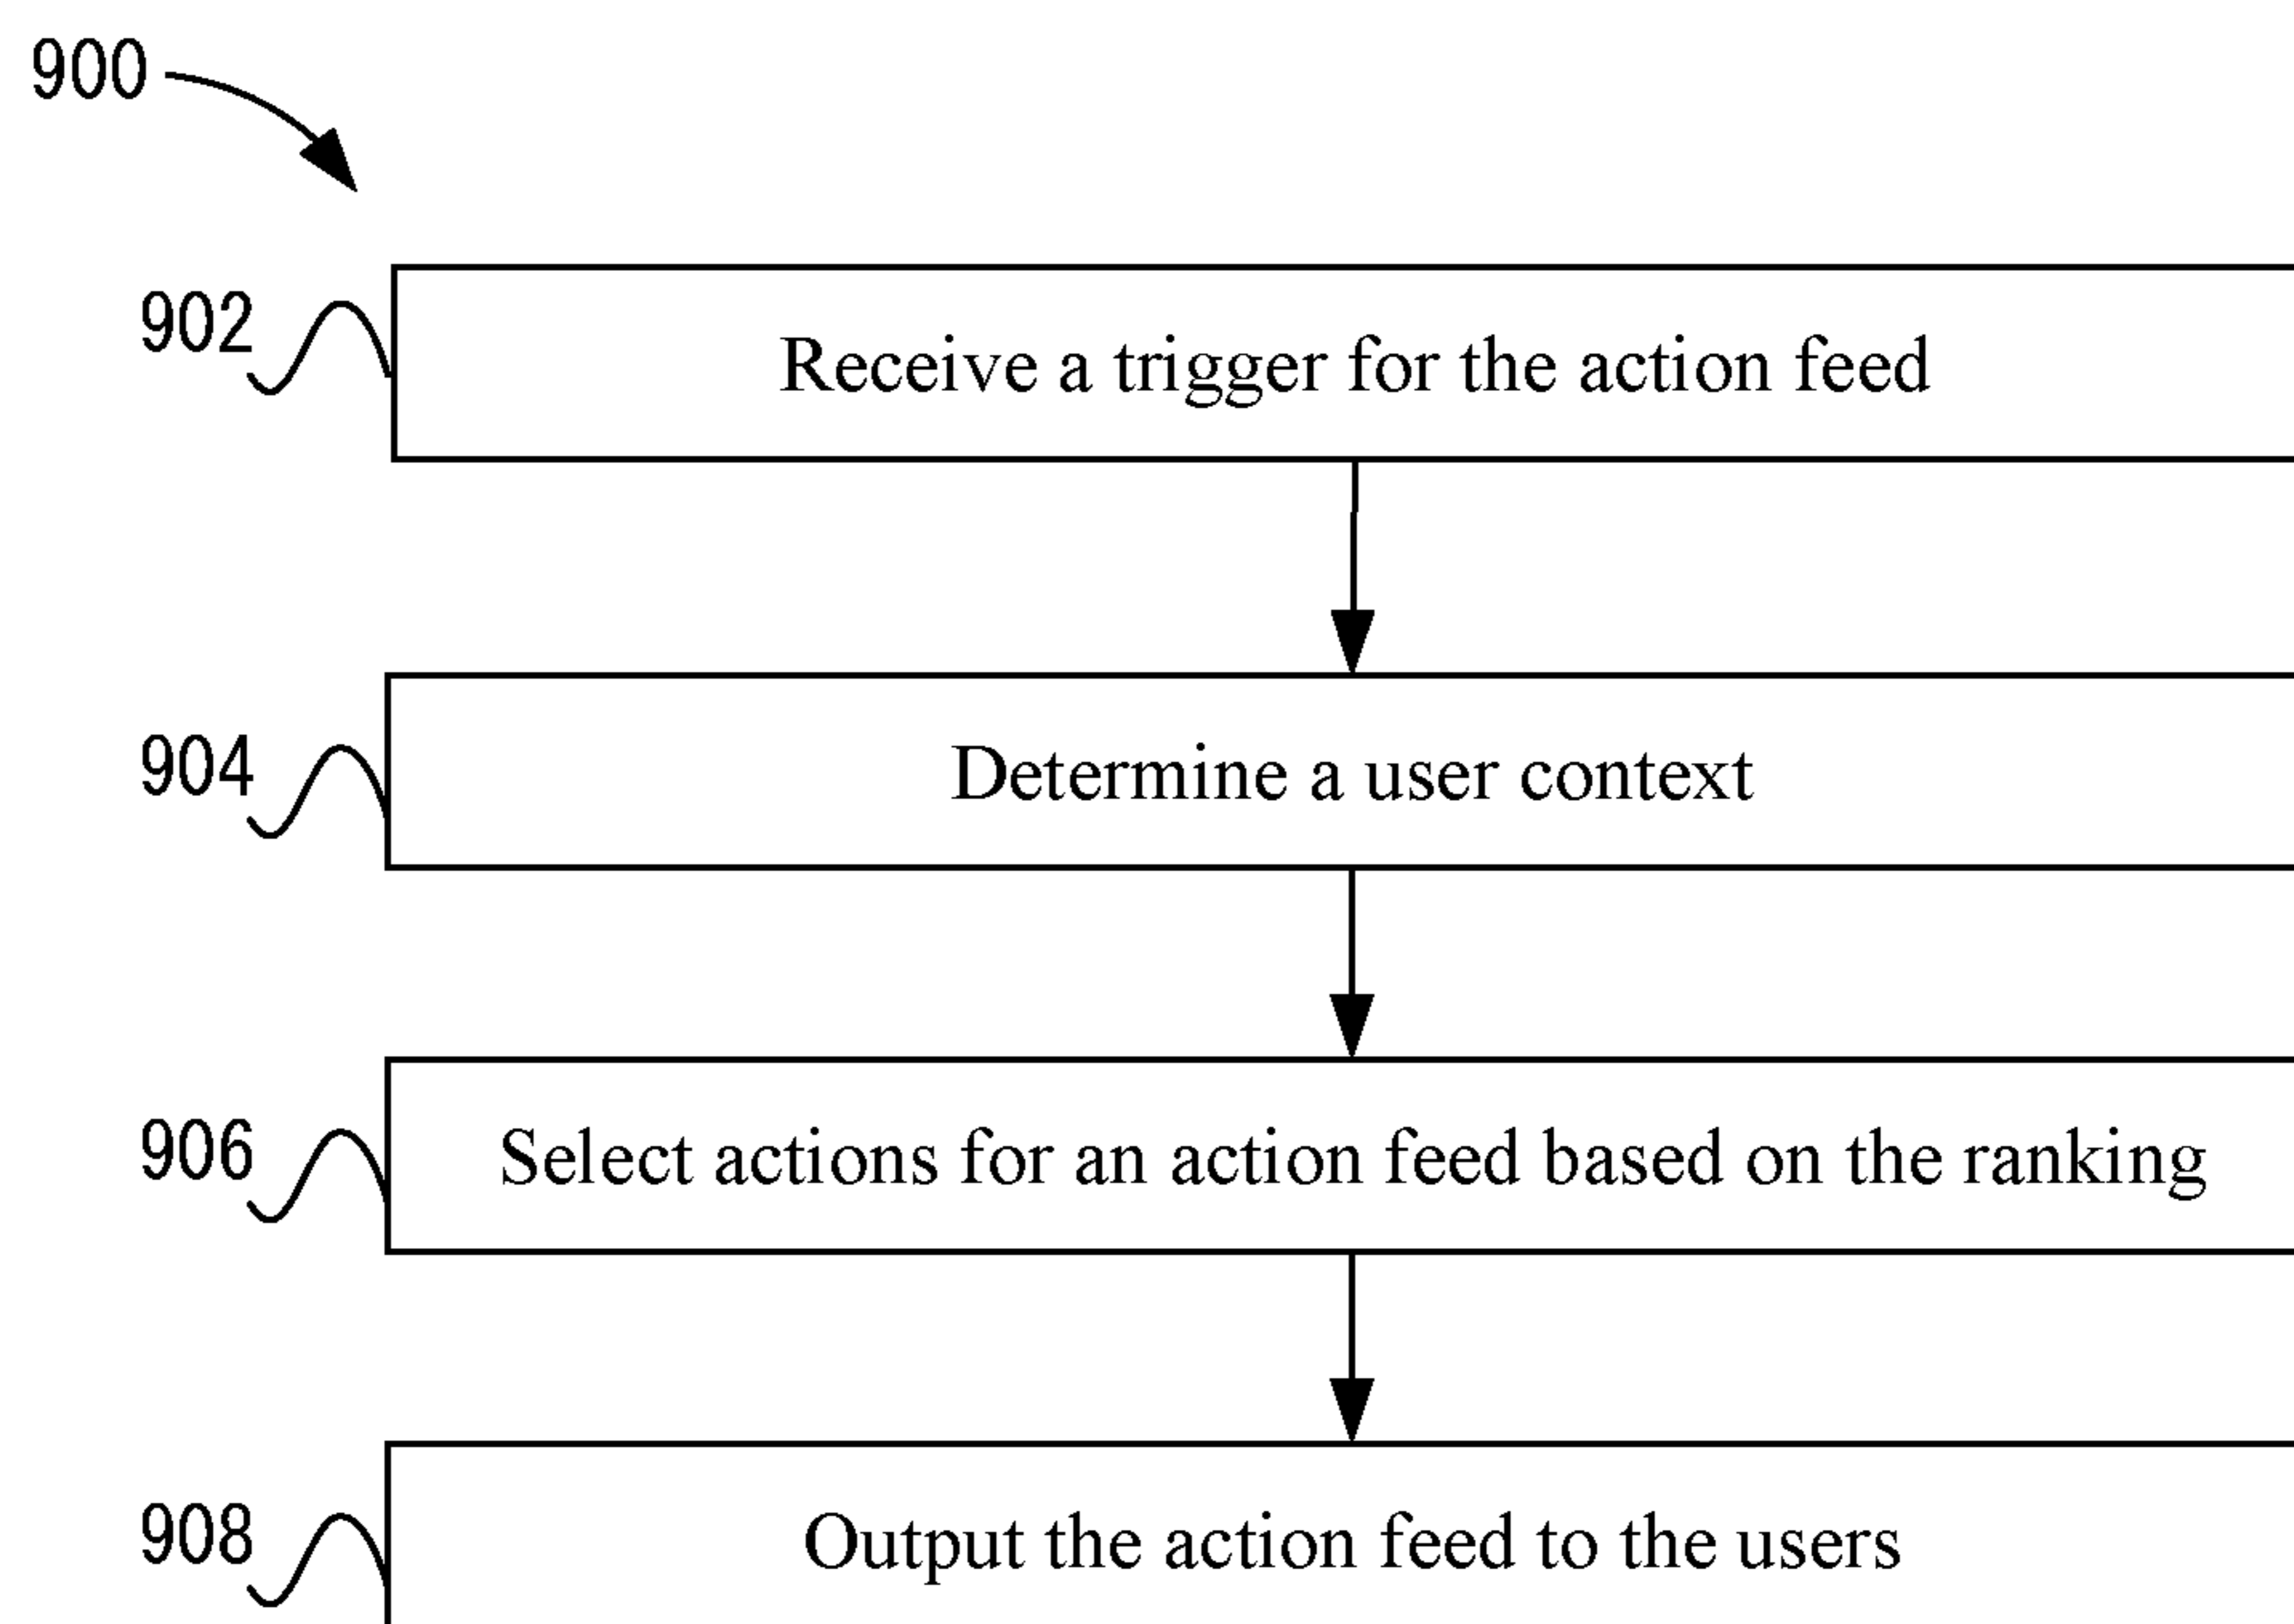 900
902
Receive a trigger for the action feed
904
Determine a user context
906
Select actions for an action feed based on the ranking
908
Output the action feed to the users